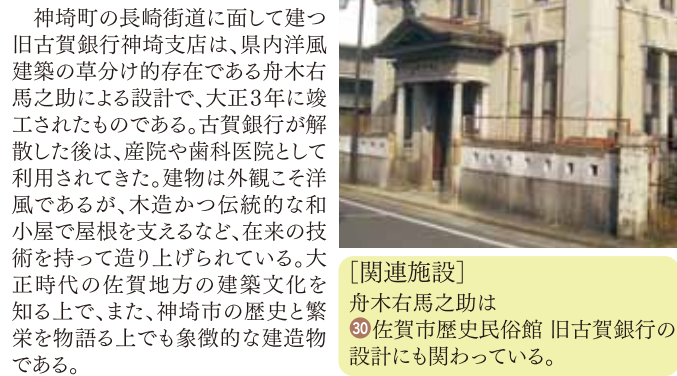 神埼町の長崎街道に面して建つ
旧古賀銀行神埼支店は、県内洋風
建築の草分け的存在である舟木右
馬之助による設計で、大正3年に竣
工されたものである。古賀銀行が解
散した後は、産院や歯科医院として
利用されてきた。建物は外観こそ洋
風であるが、木造かつ伝統的な和
小屋で屋根を支えるなど、在来の技
術を持って造り上げられている。大
正時代の佐賀地方の建築文化を
知る上で、また、神埼市の歴史と繁
栄を物語る上でも象徴的な建造物
である。
[関連施設]
舟木右馬之助は
30佐賀市歴史民俗館 旧古賀銀行の
設計にも関わっている。